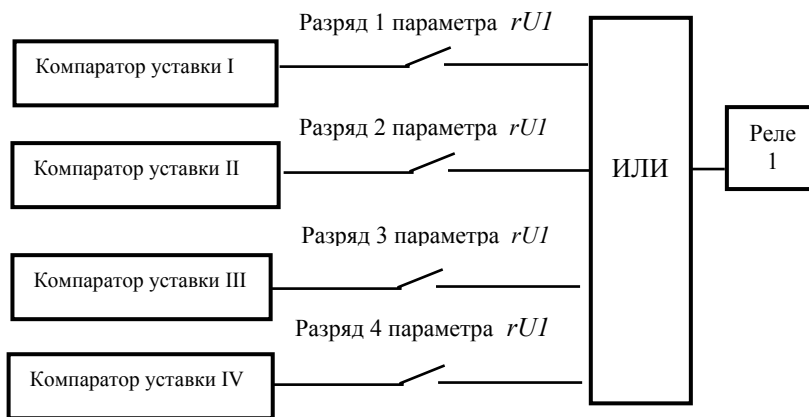 Разряд 1 параметра rU1
Компаратор уставки I
Разряд 2 параметра rU1
Компаратор уставки II
ИЛИ
Реле
1
Разряд 3 параметра rU1
Компаратор уставки III
Разряд 4 параметра rU1
Компаратор уставки IV